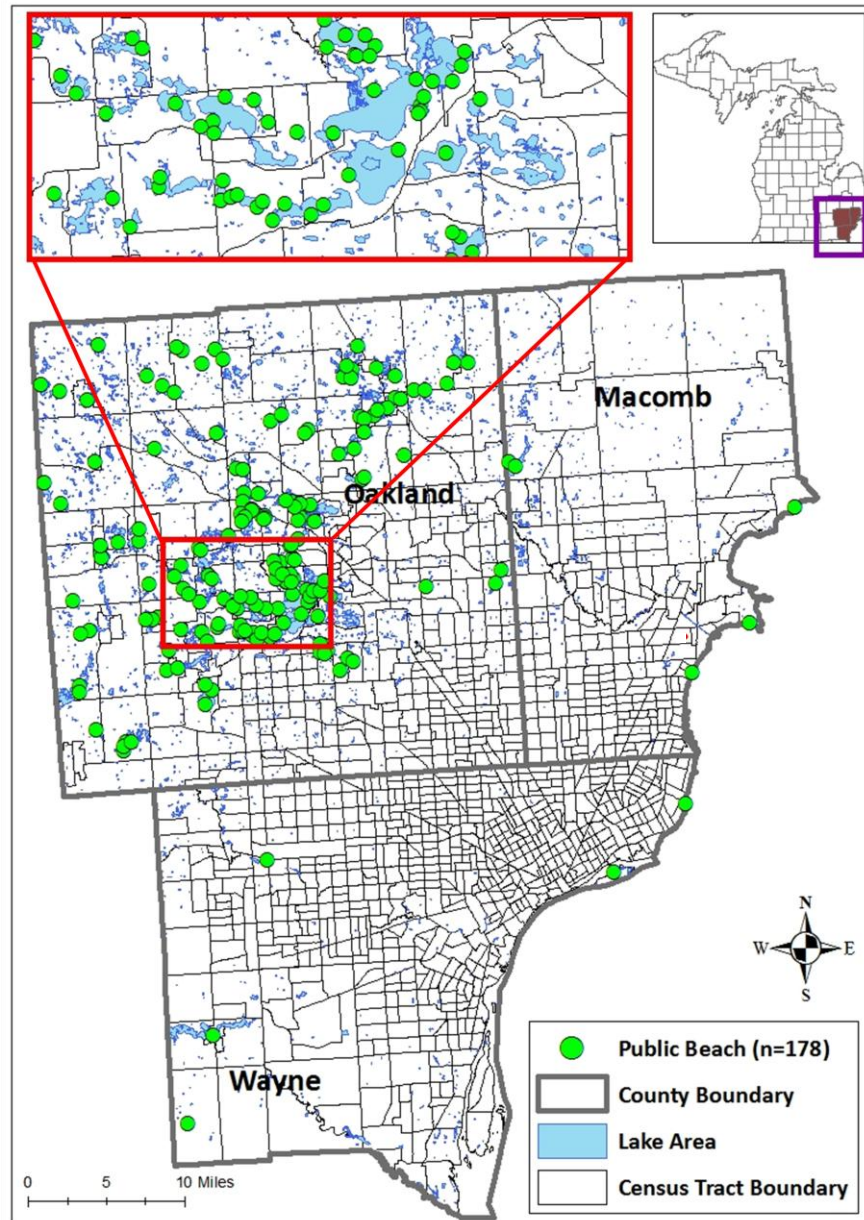 Macomb
Oakland
Wayne
N
W E
S
0 5 10 Miles
Public Beach (n=178)
County Boundary
Lake Area
Census Tract Boundary